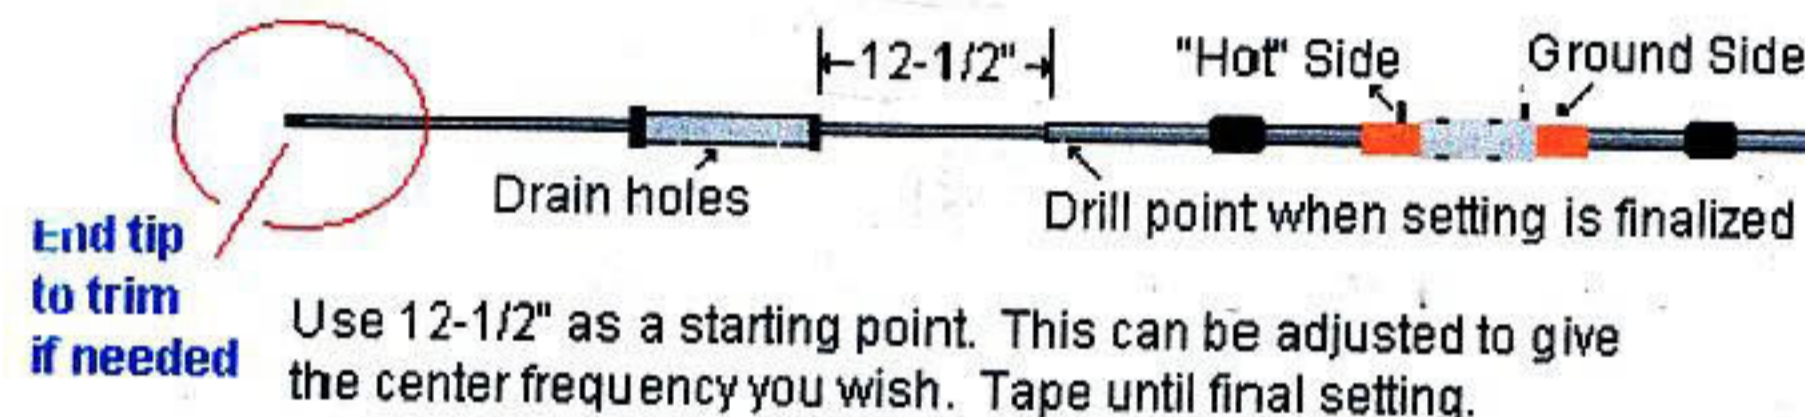 12-1/2"
"Hot" Side
Ground Side
Drain holes
Drill point when setting is finalized
End tip
to trim
if needed
Use 12-1/2" as a starting point. This can be adjusted to give
the center frequency you wish. Tape until final setting.